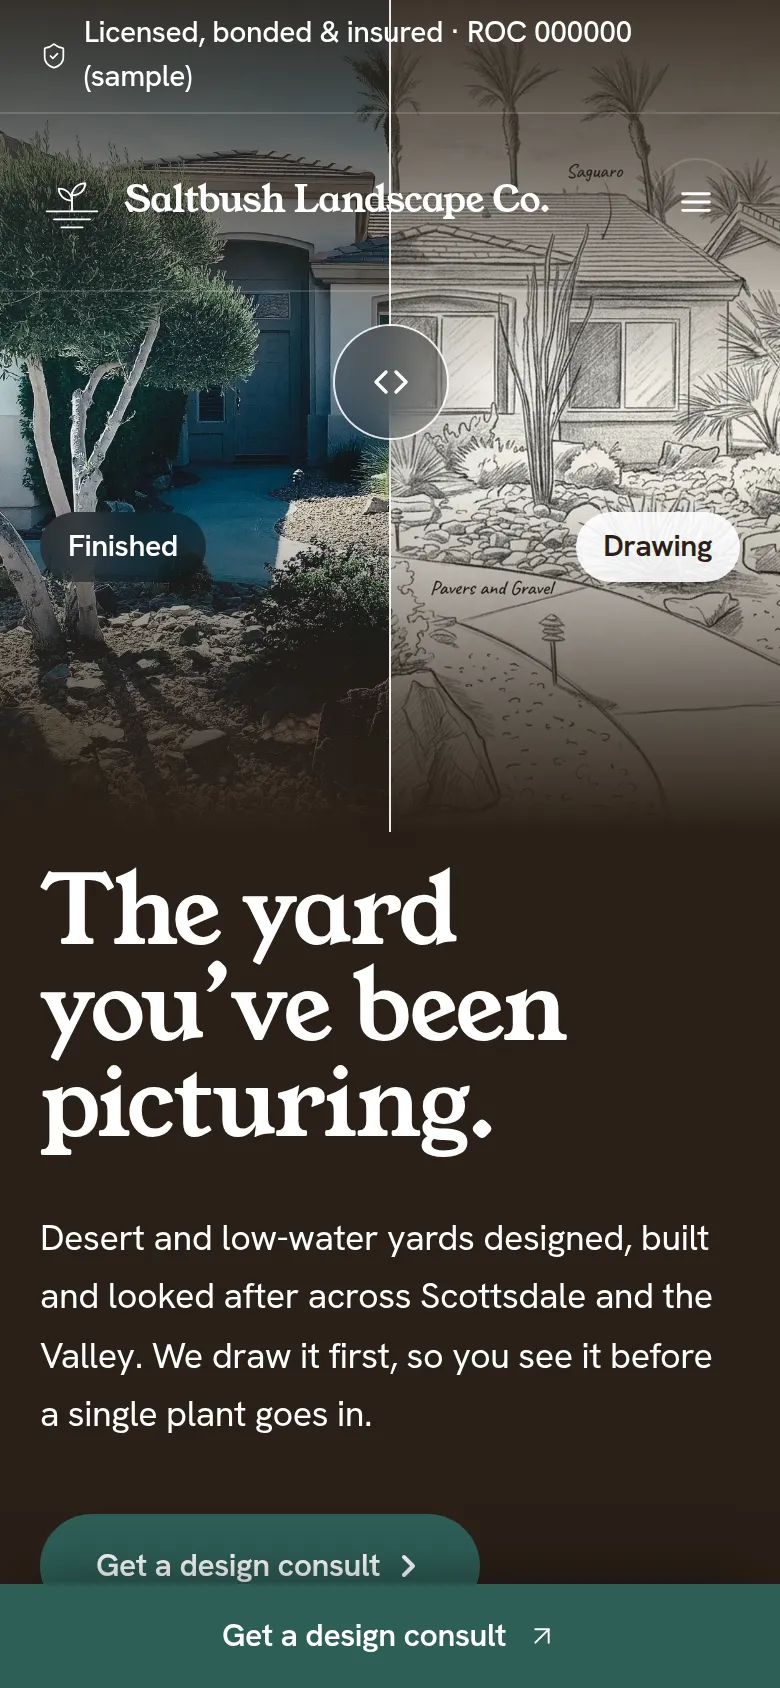 Licensed, bonded & insured · ROC 000000
(sample)
Saguaro
Saltbush Landscape Co.
Finished
Drawing
Pavers and Gravel
The yard
you’ve been
picturing.
Desert and low-water yards designed, built
and looked after across Scottsdale and the
Valley. We draw it first, so you see it before
a single plant goes in.
Get a design consult
Get a design consult